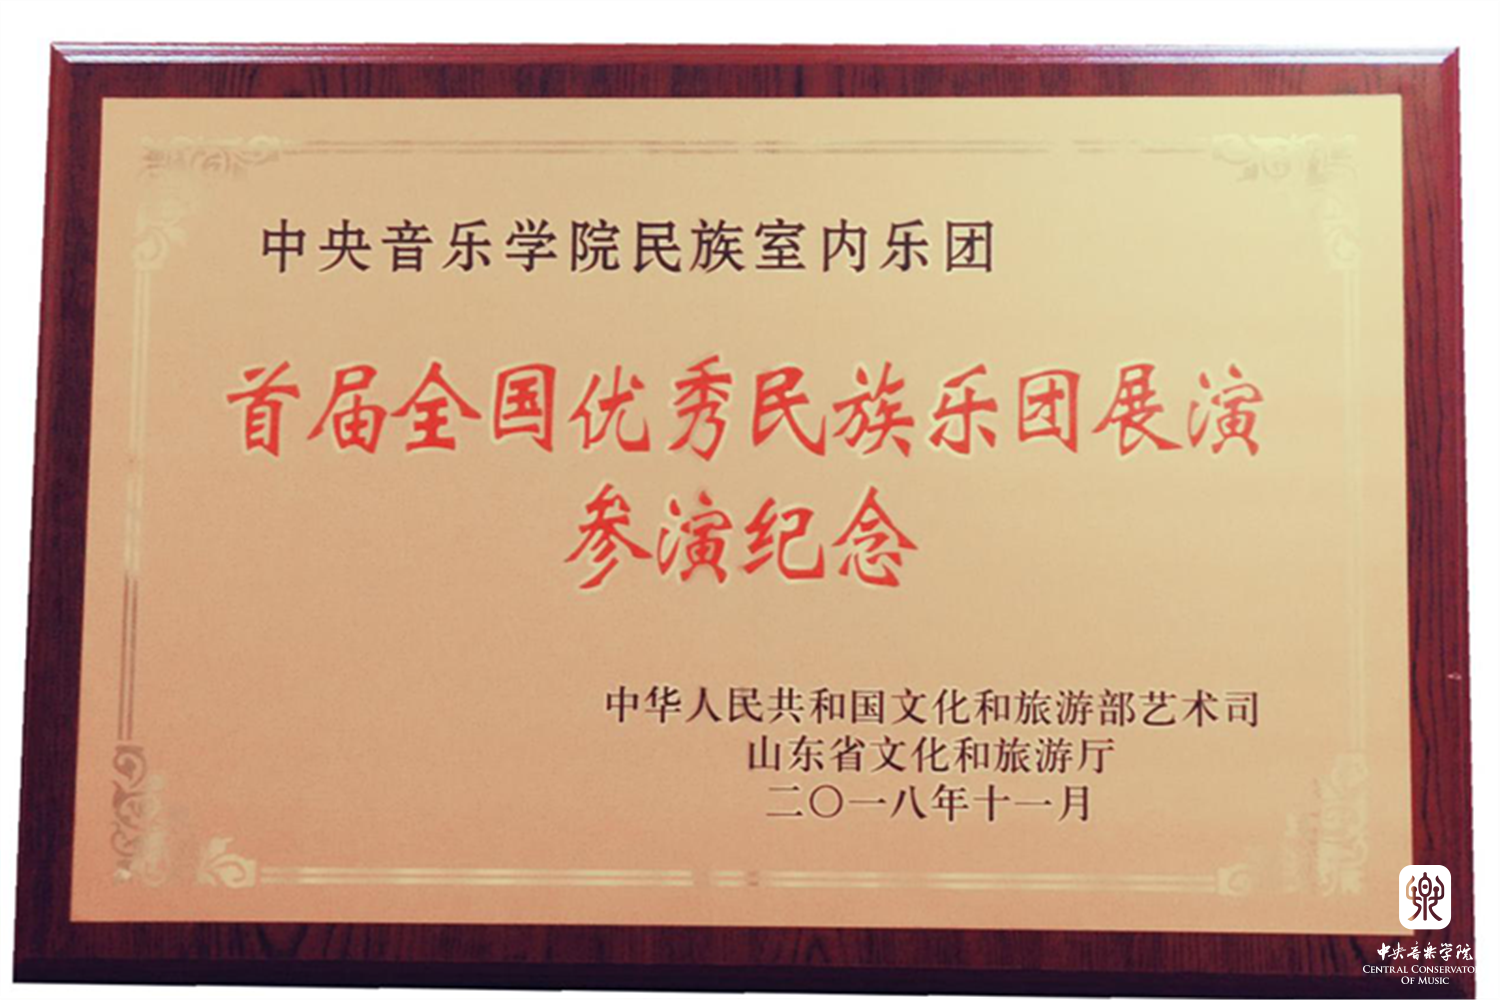 中央音乐学院民族室内乐团
首届全国优秀民族乐团展演
参演纪念
中华人民共和国文化和旅游部艺术司
山东省文化和旅游厅
二〇一八年十一月
中央音乐学院
CENTRAL CONSERVATO
OF MUSIC